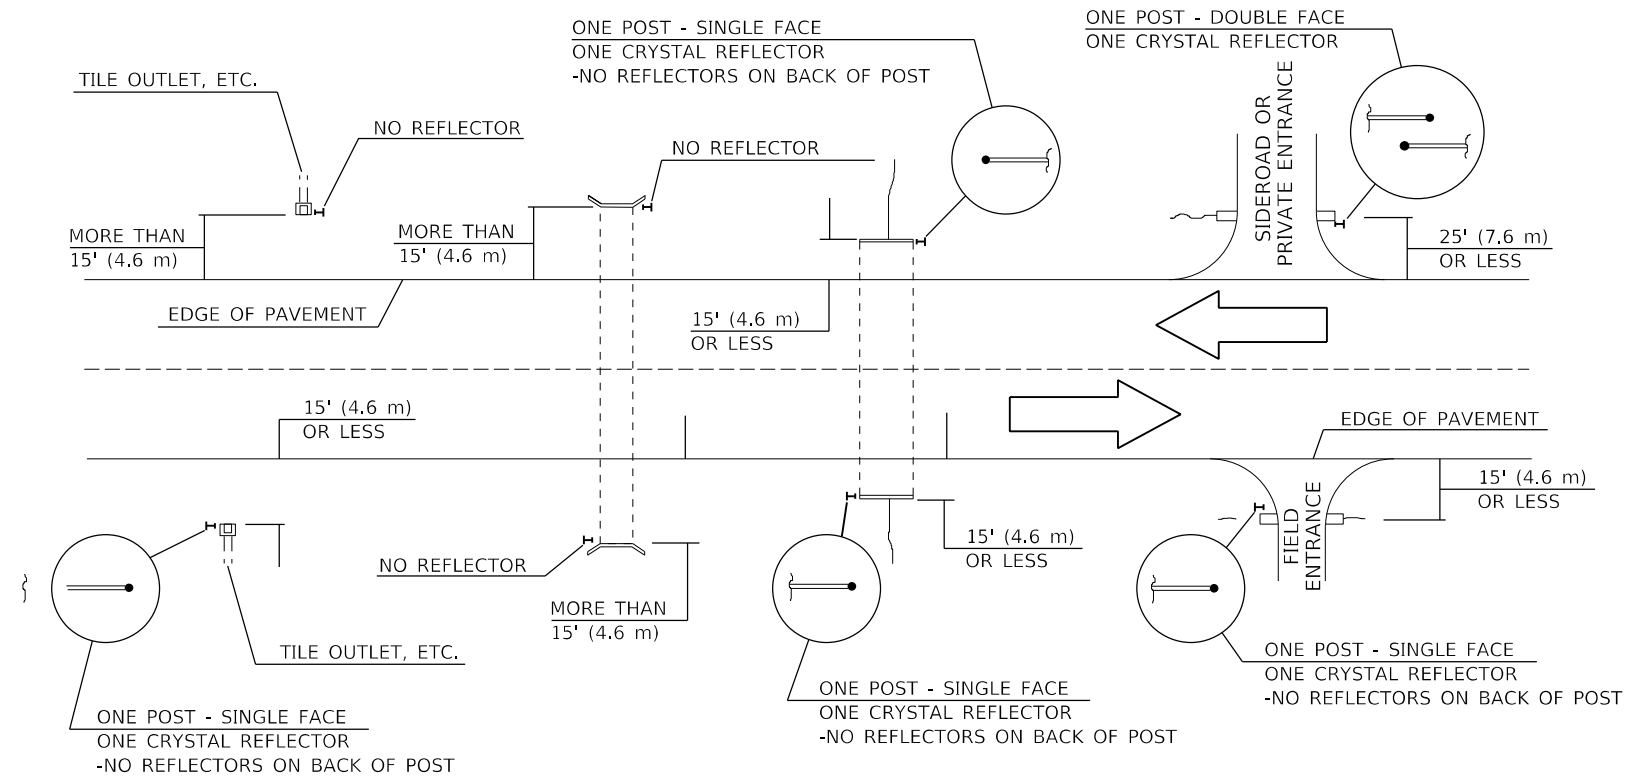 ONE POST - SINGLE FACE
ONE CRYSTAL REFLECTOR
-NO REFLECTORS ON BACK OF POST
ONE POST - DOUBLE FACE
ONE CRYSTAL REFLECTOR
TILE OUTLET, ETC.
NO REFLECTOR
NO REFLECTOR
SIDEROAD OR
PRIVATE ENTRANCE
MORE THAN
15' (4.6 m)
MORE THAN
15' (4.6 m)
25' (7.6 m)
OR LESS
EDGE OF PAVEMENT
15' (4.6 m)
OR LESS
15' (4.6 m)
OR LESS
EDGE OF PAVEMENT
15' (4.6 m)
OR LESS
FIELD
ENTRANCE
15' (4.6 m)
OR LESS
NO REFLECTOR
MORE THAN
15' (4.6 m)
TILE OUTLET, ETC.
ONE POST - SINGLE FACE
ONE CRYSTAL REFLECTOR
-NO REFLECTORS ON BACK OF POST
ONE POST - SINGLE FACE
ONE CRYSTAL REFLECTOR
-NO REFLECTORS ON BACK OF POST
ONE POST - SINGLE FACE
ONE CRYSTAL REFLECTOR
-NO REFLECTORS ON BACK OF POST